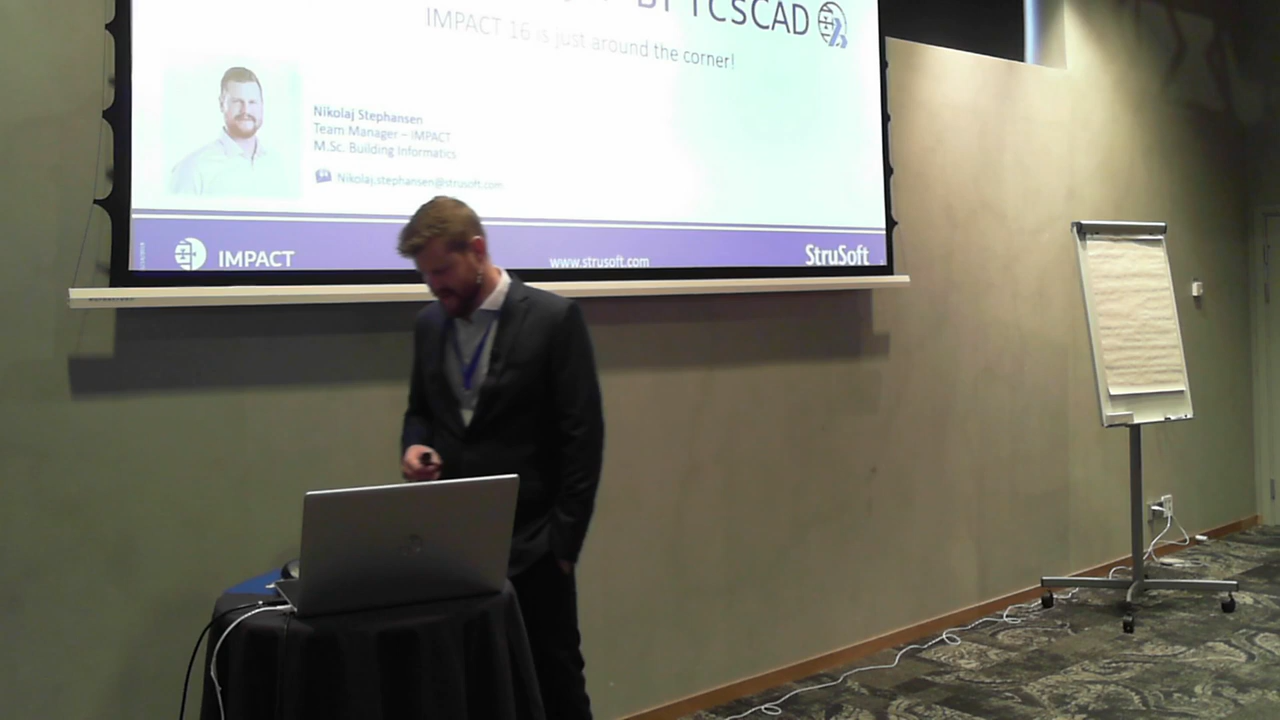 BY TCSCAD
IMPACT 16 is just around the corner!
Nikolaj Stephansen
Team Manager – IMPACT
M.Sc. Building Informatics
Nikolaj.stephansen@strusoft.com
IMPACT
www.strusoft.com
StruSoft